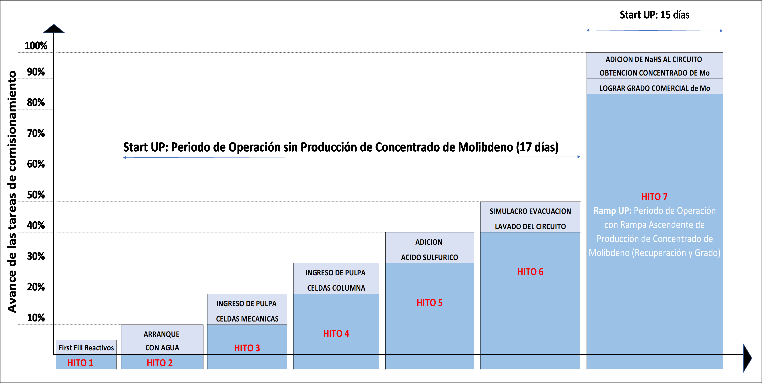 Start UP: 15 días
Avance de las tareas de comisionamiento
100%
90%
80%
70%
60%
50%
40%
30%
20%
10%
Start UP: Periodo de Operación sin Producción de Concentrado de Molibdeno (17 días)
First Fill Reactivos
HITO 1
ARRANQUE
CON AGUA
HITO 2
INGRESO DE PULPA
CELDAS MECANICAS
HITO 3
INGRESO DE PULPA
CELDAS COLUMNA
HITO 4
ADICION
ACIDO SULFURICO
HITO 5
SIMULACRO EVACUACION
LAVADO DEL CIRCUITO
HITO 6
ADICION DE NaHS AL CIRCUITO
OBTENCION CONCENTRADO DE Mo
LOGRAR GRADO COMERCIAL de Mo
HITO 7
Ramp UP: Periodo de Operación
con Rampa Ascendente de
Producción de Concentrado de
Molibdeno (Recuperación y Grado)